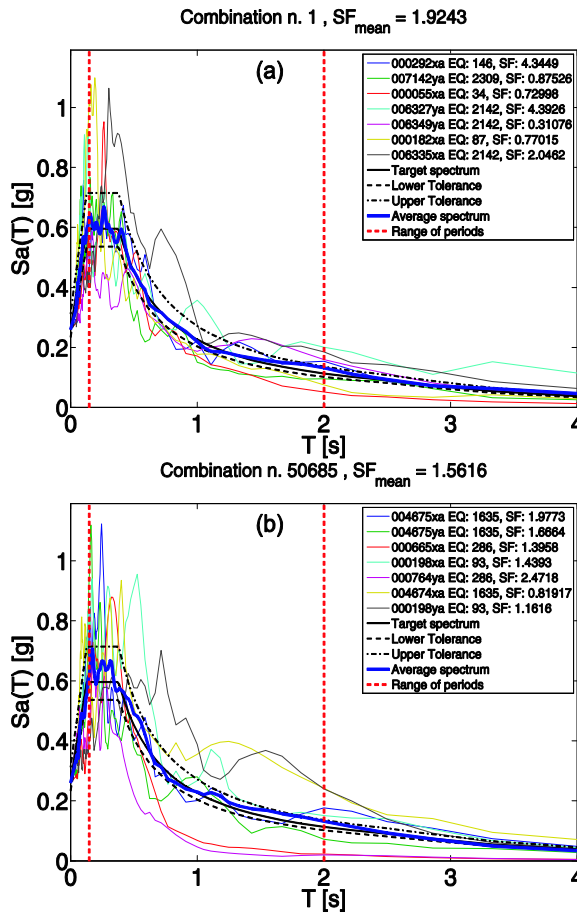 Combination n. 1 , SFmean = 1.9243
(a)
000292xa EQ: 146, SF: 4.3449
007142ya EQ: 2309, SF: 0.87526
000055xa EQ: 34, SF: 0.72998
006327ya EQ: 2142, SF: 4.3926
006349ya EQ: 2142, SF: 0.31076
000182xa EQ: 87, SF: 0.77015
006335xa EQ: 2142, SF: 2.0462
Target spectrum
Lower Tolerance
Upper Tolerance
Average spectrum
Range of periods
1
0.8
0.6
0.4
0.2
0
Sa(T) [g]
0 1 2 3 4
T [s]
Combination n. 50685 , SFmean = 1.5616
(b)
004675xa EQ: 1635, SF: 1.9773
004675ya EQ: 1635, SF: 1.6664
000665xa EQ: 286, SF: 1.3958
000198xa EQ: 93, SF: 1.4393
000764ya EQ: 286, SF: 2.4718
004674xa EQ: 1635, SF: 0.81917
000198ya EQ: 93, SF: 1.1616
Target spectrum
Lower Tolerance
Upper Tolerance
Average spectrum
Range of periods
1
0.8
0.6
0.4
0.2
0
Sa(T) [g]
0 1 2 3 4
T [s]